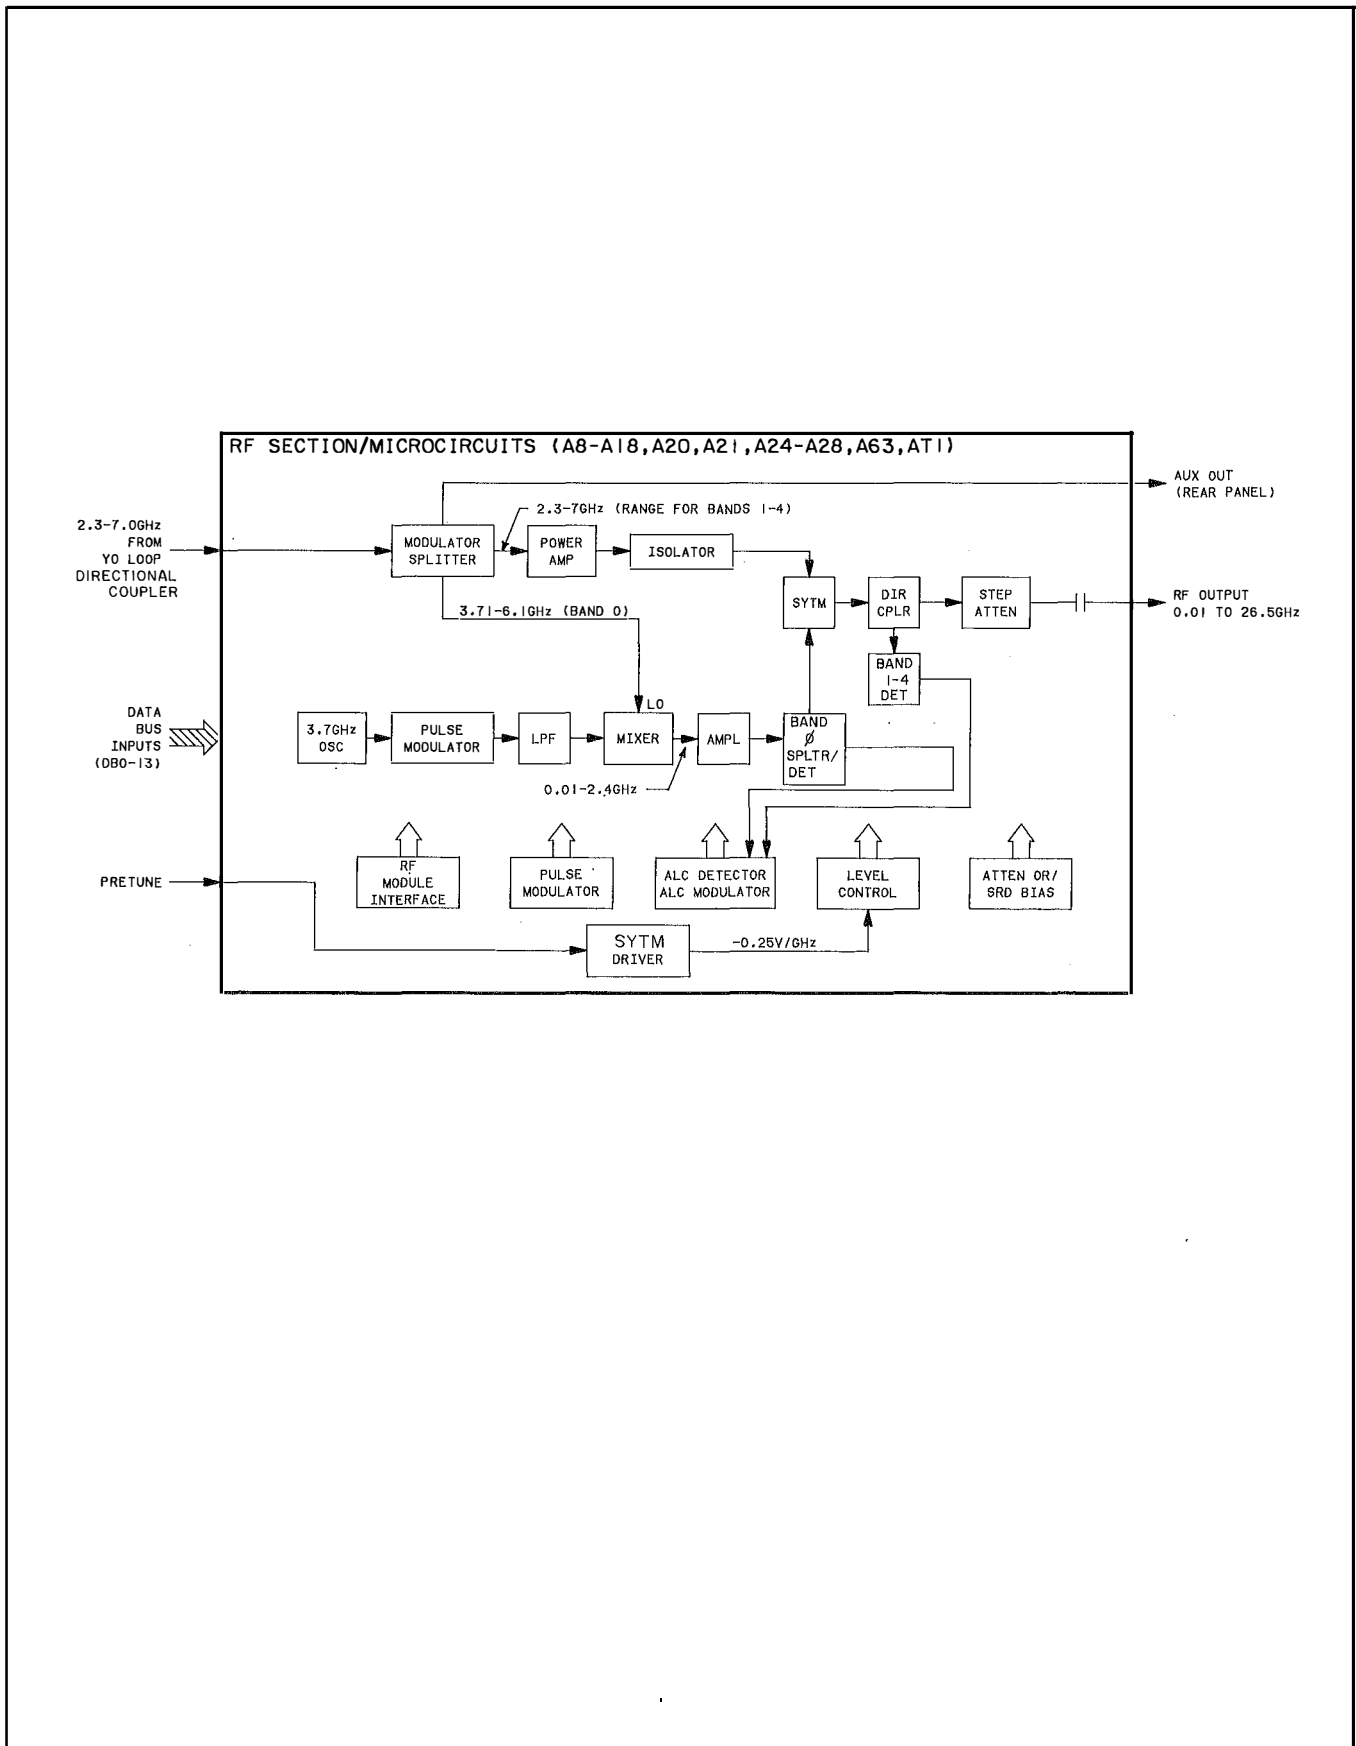 RF SECTION/MICROCIRCUITS (A8-A18,A20,A21,A24-A28,A63,AT1)
AUX OUT
(REAR PANEL)
2.3-7GHz (RANGE FOR BANDS 1-4)
2.3-7.0GHz
FROM
YO LOOP
DIRECTIONAL
COUPLER
MODULATOR
SPLITTER
POWER
AMP
ISOLATOR
3.71-6.1GHz (BAND 0)
SYTM
DIR
CPLR
STEP
ATTEN
RF OUTPUT
0.01 TO 26.5GHz
BAND
1-4
DET
DATA
BUS
INPUTS
(DB0-13)
3.7GHz
OSC
PULSE
MODULATOR
LPF
LO
MIXER
AMPL
BAND
Ø
SPLTR/
DET
0.01-2.4GHz
PRETUNE
RF
MODULE
INTERFACE
PULSE
MODULATOR
ALC DETECTOR
ALC MODULATOR
LEVEL
CONTROL
ATTEN OR/
SRD BIAS
SYTM
DRIVER
-0.25V/GHz